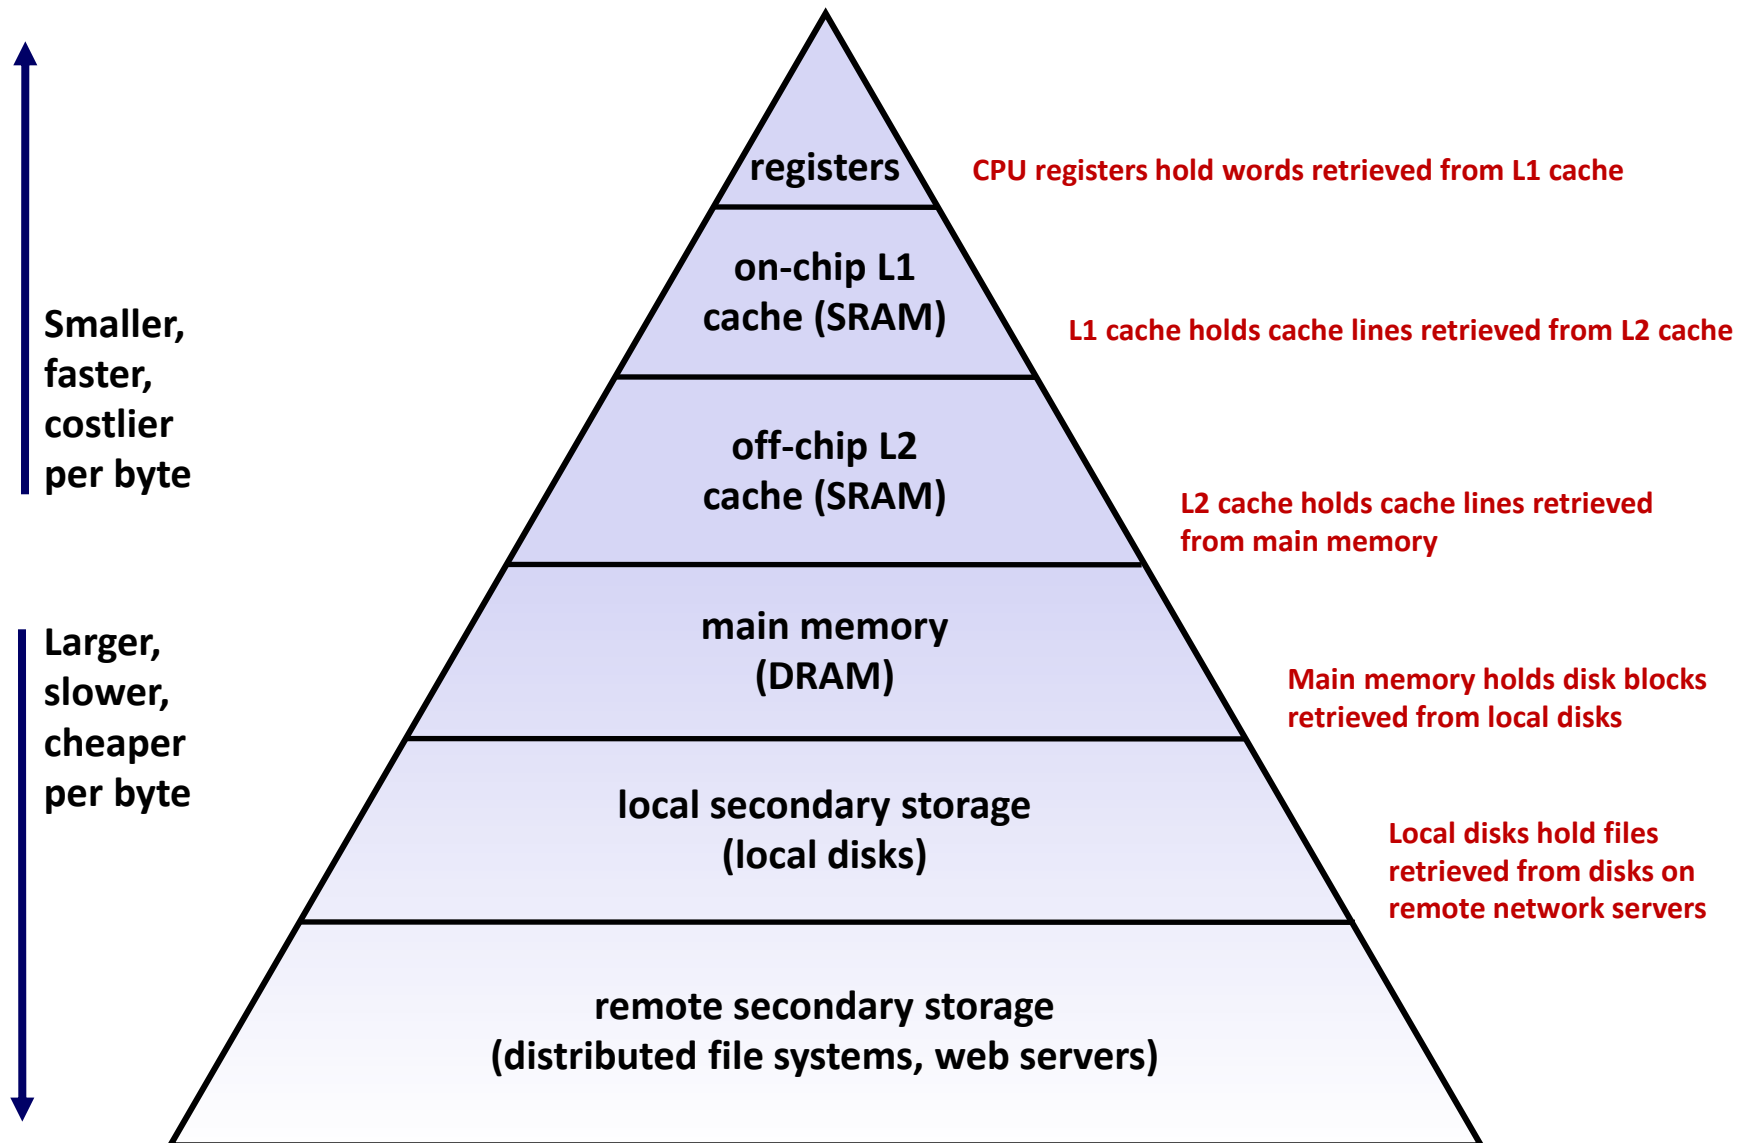 registers
CPU registers hold words retrieved from L1 cache
on-chip L1
cache (SRAM)
L1 cache holds cache lines retrieved from L2 cache
Smaller,
faster,
costlier
per byte
off-chip L2
cache (SRAM)
L2 cache holds cache lines retrieved
from main memory
Larger,
slower,
cheaper
per byte
main memory
(DRAM)
Main memory holds disk blocks
retrieved from local disks
local secondary storage
(local disks)
Local disks hold files
retrieved from disks on
remote network servers
remote secondary storage
(distributed file systems, web servers)